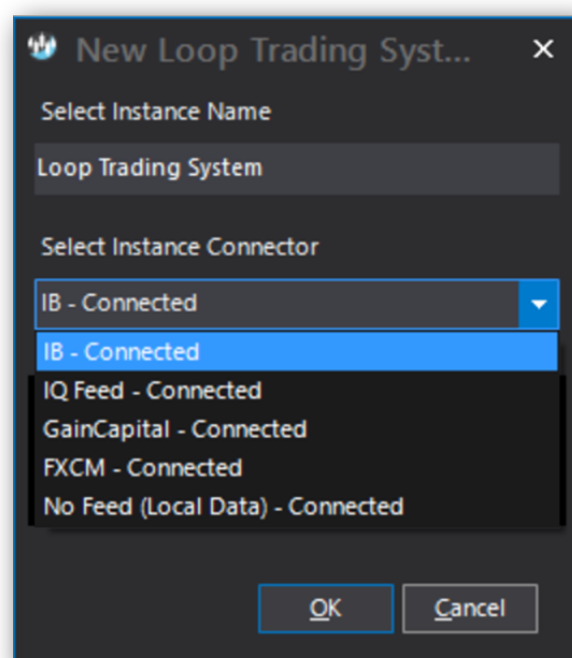 New Loop Trading Syst...
Select Instance Name
Loop Trading System
Select Instance Connector
IB - Connected
IB - Connected
IQ Feed - Connected
GainCapital - Connected
FXCM - Connected
No Feed (Local Data) - Connected
OK Cancel